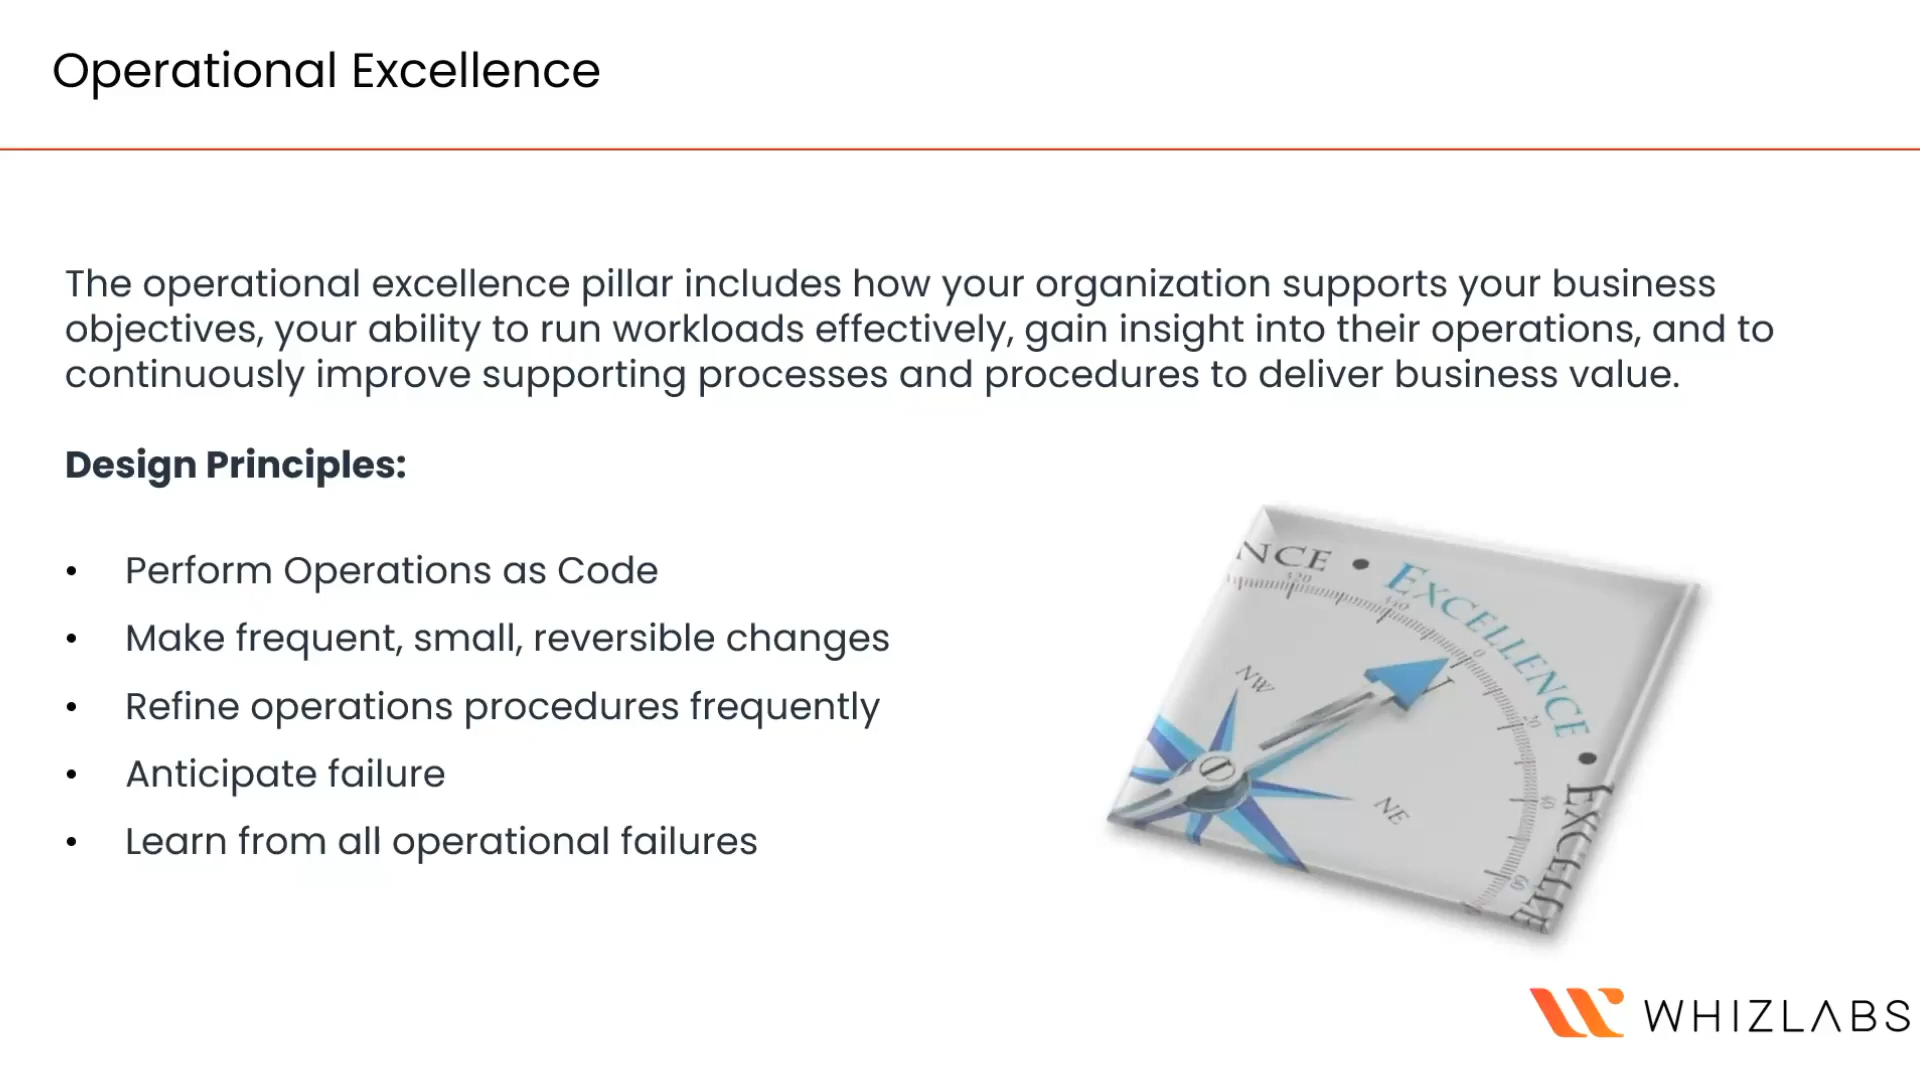 Operational Excellence
The operational excellence pillar includes how your organization supports your business
objectives, your ability to run workloads effectively, gain insight into their operations, and to
continuously improve supporting processes and procedures to deliver business value.
Design Principles:
• Perform Operations as Code
• Make frequent, small, reversible changes
• Refine operations procedures frequently
• Anticipate failure
• Learn from all operational failures
NCE • EXCELLENCE • EXCELLE
NW
NE
WHIZLABS